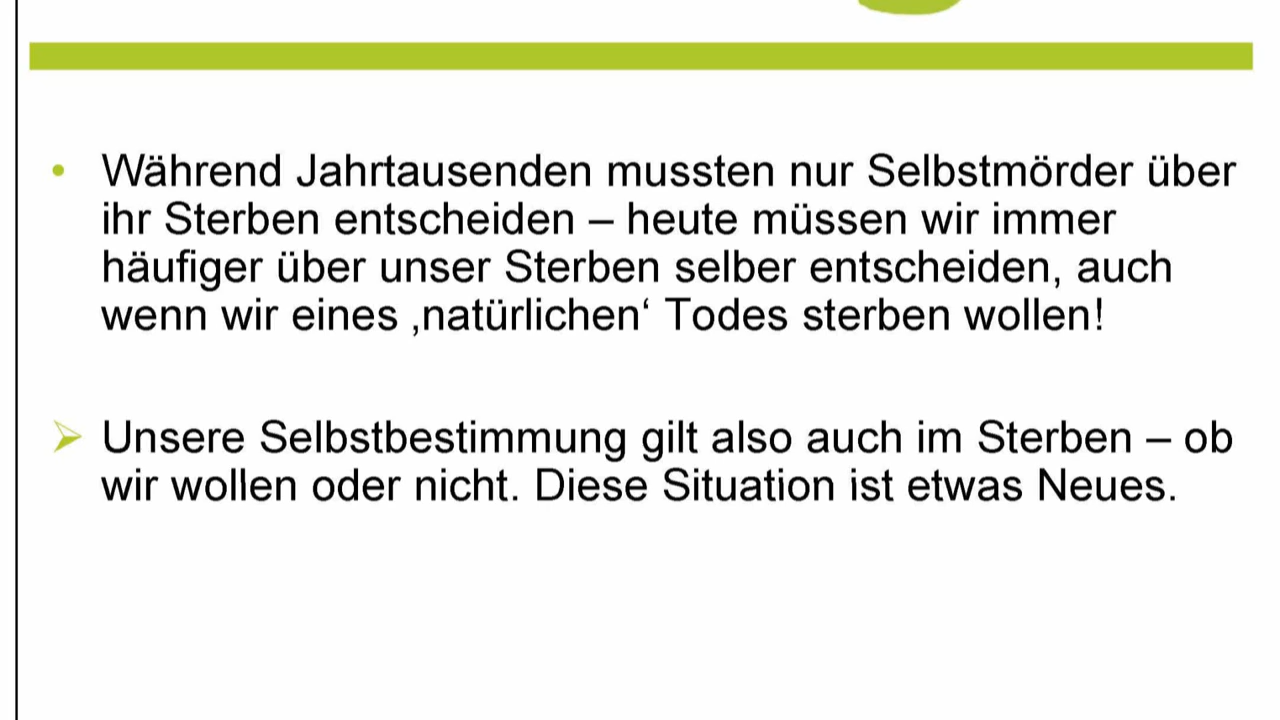 • Während Jahrtausenden mussten nur Selbstmörder über
ihr Sterben entscheiden – heute müssen wir immer
häufiger über unser Sterben selber entscheiden, auch
wenn wir eines ‚natürlichen‘ Todes sterben wollen!
➢ Unsere Selbstbestimmung gilt also auch im Sterben – ob
wir wollen oder nicht. Diese Situation ist etwas Neues.